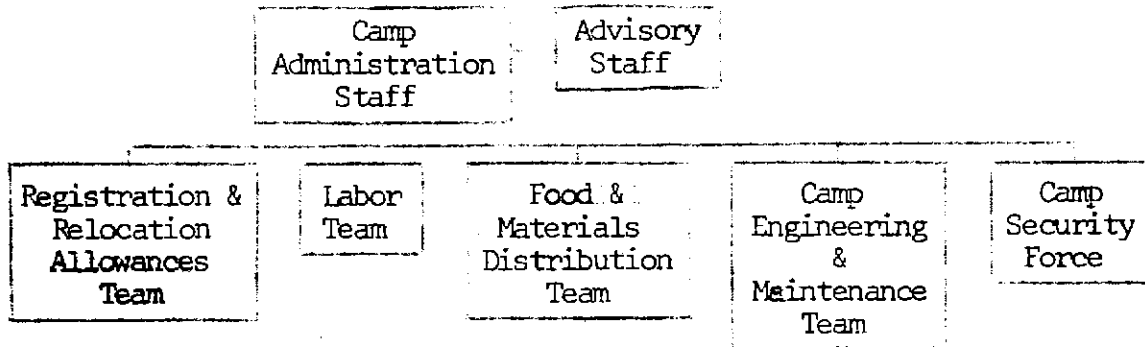 Camp
Administration
Staff
Advisory
Staff
Registration &
Relocation
Allowances
Team
Labor
Team
Food &
Materials
Distribution
Team
Camp
Engineering
&
Maintenance
Team
Camp
Security
Force